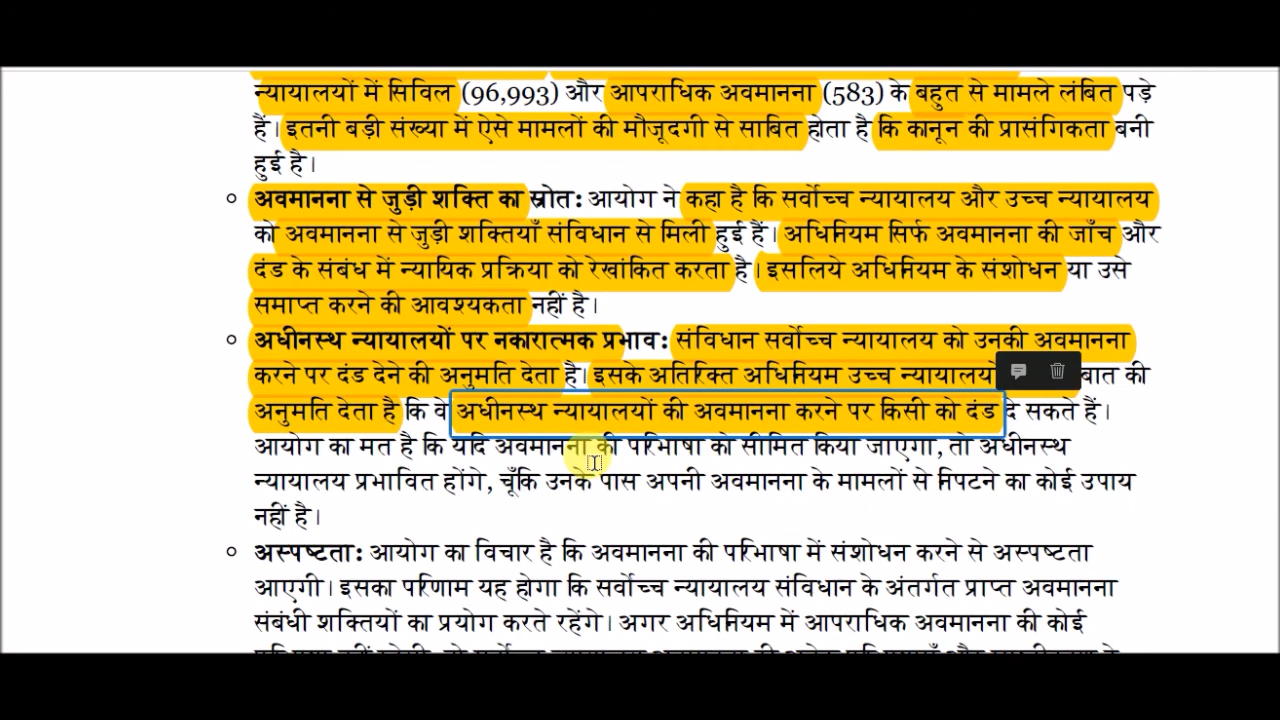 न्यायालयों में सिविल (96,993) और आपराधिक अवमानना (583) के बहुत से मामले लंबित पड़े
हैं। इतनी बड़ी संख्या में ऐसे मामलों की मौजूदगी से साबित होता है कि कानून की प्रासंगिकता बनी
हुई है।
अवमानना से जुड़ी शक्ति का स्रोत: आयोग ने कहा है कि सर्वोच्च न्यायालय और उच्च न्यायालय
को अवमानना से जुड़ी शक्तियाँ संविधान से मिली हुई हैं। अधिनियम सिर्फ अवमानना की जाँच और
दंड के संबंध में न्यायिक प्रक्रिया को रेखांकित करता है। इसलिये अधिनियम के संशोधन या उसे
समाप्त करने की आवश्यकता नहीं है।
अधीनस्थ न्यायालयों पर नकारात्मक प्रभाव: संविधान सर्वोच्च न्यायालय को उनकी अवमानना
करने पर दंड देने की अनुमति देता है। इसके अतिरिक्त अधिनियम उच्च न्यायालयों बात की
अनुमति देता है कि वे अधीनस्थ न्यायालयों की अवमानना करने पर किसी को दंड दे सकते हैं।
आयोग का मत है कि यदि अवमानना की परिभाषा को सीमित किया जाएगा, तो अधीनस्थ
न्यायालय प्रभावित होंगे, चूँकि उनके पास अपनी अवमानना के मामलों से निपटने का कोई उपाय
नहीं है।
अस्पष्टता: आयोग का विचार है कि अवमानना की परिभाषा में संशोधन करने से अस्पष्टता
आएगी। इसका परिणाम यह होगा कि सर्वोच्च न्यायालय संविधान के अंतर्गत प्राप्त अवमानना
संबंधी शक्तियों का प्रयोग करते रहेंगे। अगर अधिनियम में आपराधिक अवमानना की कोई